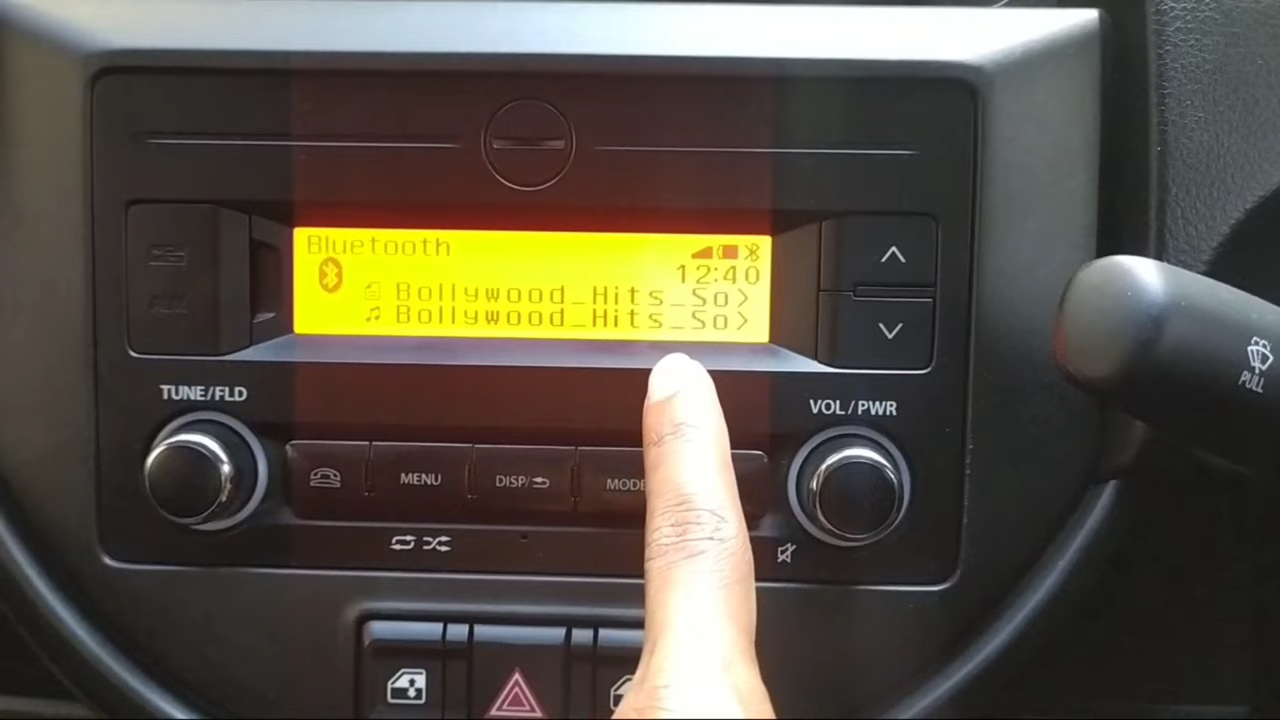 Bluetooth
12:40
Bollywood_Hits_So>
Bollywood_Hits_So>
TUNE/FLD
VOL/PWR
MENU
DISP/
MODE
PULL